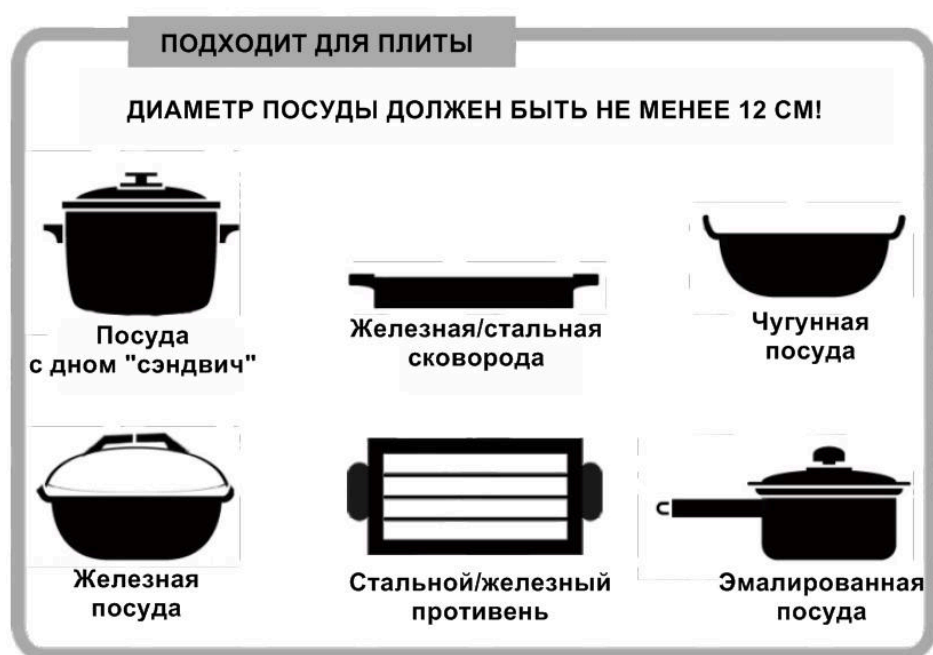 ПОДХОДИТ ДЛЯ ПЛИТЫ
ДИАМЕТР ПОСУДЫ ДОЛЖЕН БЫТЬ НЕ МЕНЕЕ 12 СМ!
Посуда
с дном "сэндвич"
Железная/стальная
сковорода
Чугунная
посуда
Железная
посуда
Стальной/железный
противень
Эмалированная
посуда